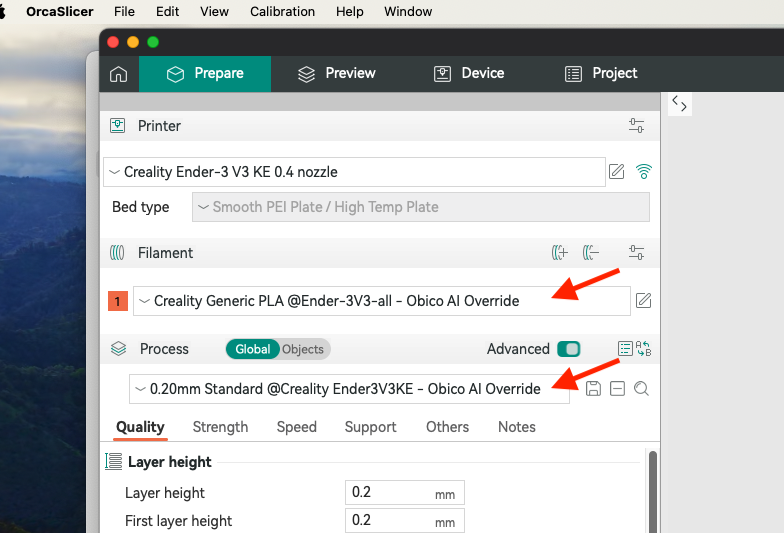 OrcaSlicer File Edit View Calibration Help Window
Prepare Preview Device Project
Printer
Creality Ender-3 V3 KE 0.4 nozzle
Bed type Smooth PEI Plate / High Temp Plate
Filament
1 Creality Generic PLA @Ender-3V3-all - Obico AI Override
Process Global Objects Advanced A B
0.20mm Standard @Creality Ender3V3KE - Obico AI Override
Quality Strength Speed Support Others Notes
Layer height
Layer height 0.2 mm
First layer height 0.2 mm